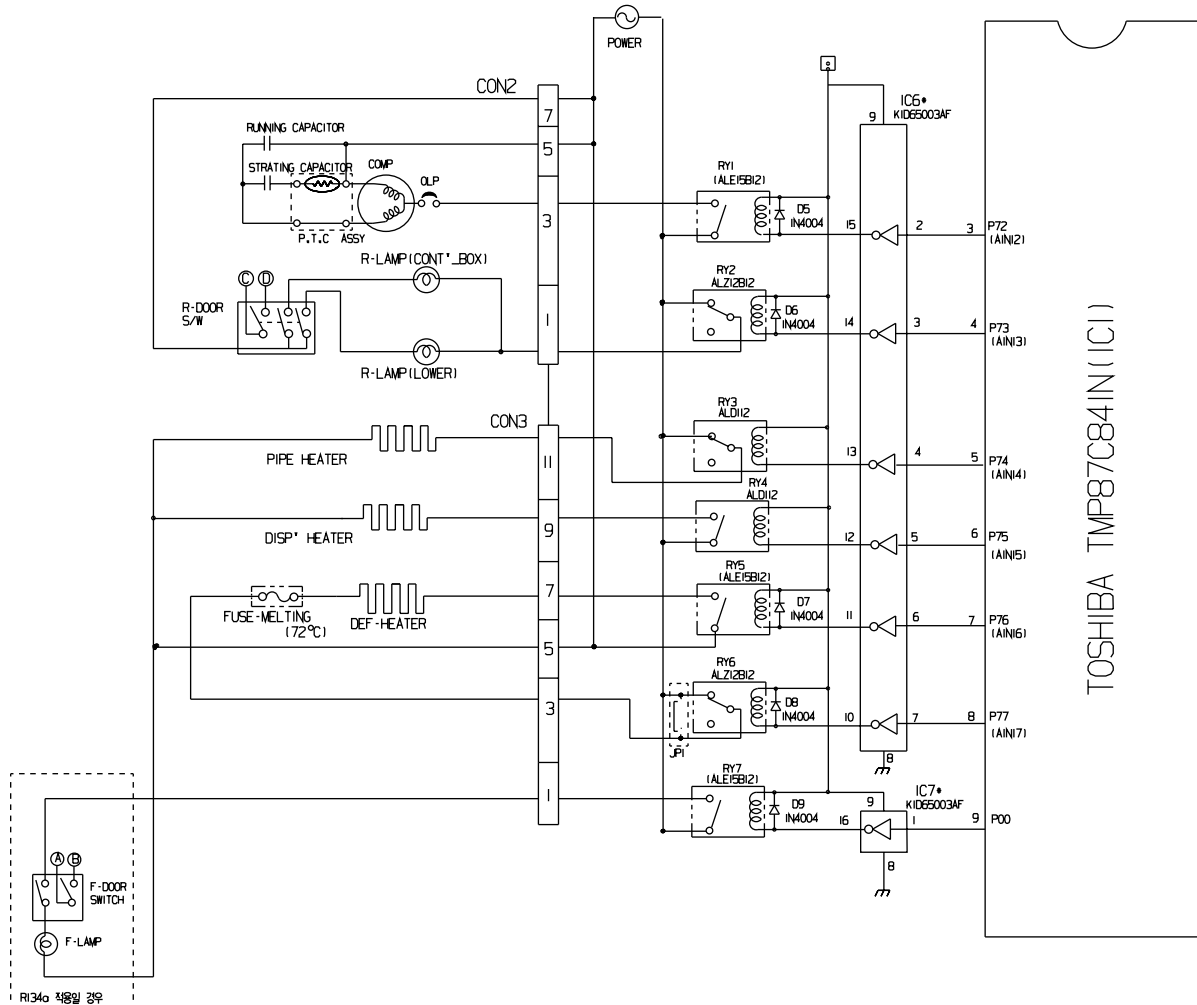 POWER
CON2
7
RUNNING CAPACITOR
5
STRATING CAPACITOR
COMP
OLP
3
P.T.C ASSY
R-LAMP(CONT'_BOX)
C D
R-DOOR
S/W
1
R-LAMP(LOWER)
CON3
11
PIPE HEATER
9
DISP' HEATER
7
FUSE-MELTING
(72°C)
DEF-HEATER
5
3
1
A B
F-DOOR
SWITCH
F-LAMP
R134a 적용일 경우
RY1
(ALE15B12)
D5
1N4004
RY2
ALZ12B12
D6
1N4004
RY3
ALD112
RY4
ALD112
RY5
(ALE15B12)
D7
1N4004
RY6
ALZ12B12
D8
1N4004
JP1
RY7
(ALE15B12)
D9
1N4004
IC6*
KID65003AF
9
15 2
14 3
13 4
12 5
11 6
10 7
8
IC7*
KID65003AF
9
16 1
8
3 P72
(AIN12)
4 P73
(AIN13)
5 P74
(AIN14)
6 P75
(AIN15)
7 P76
(AIN16)
8 P77
(AIN17)
9 P00
TOSHIBA TMP87C841N(IC1)